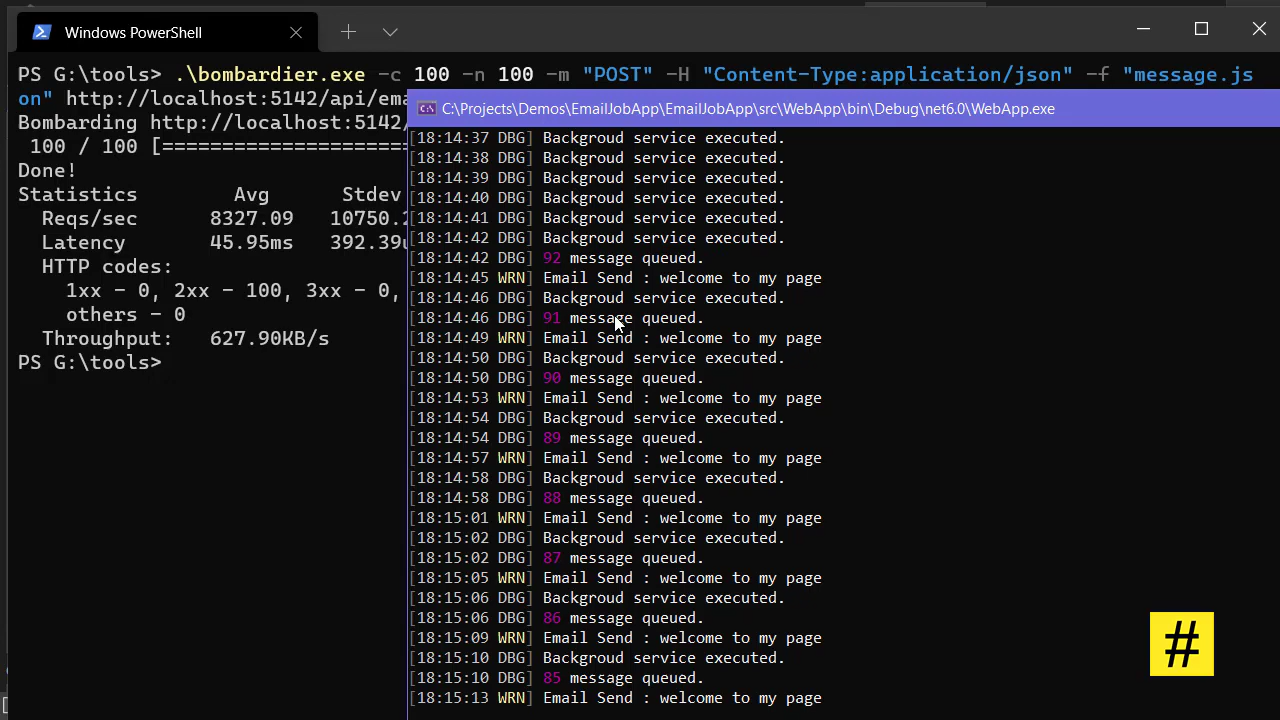 Windows PowerShell
PS G:\tools> .\bombardier.exe -c 100 -n 100 -m "POST" -H "Content-Type:application/json" -f "message.js
on" http://localhost:5142/api/ema
Bombarding http://localhost:5142/
100 / 100 [============================
Done!
Statistics Avg Stdev
Reqs/sec 8327.09 10750.2
Latency 45.95ms 392.39u
HTTP codes:
1xx - 0, 2xx - 100, 3xx - 0,
others - 0
Throughput: 627.90KB/s
PS G:\tools>
C:\Projects\Demos\EmailJobApp\EmailJobApp\src\WebApp\bin\Debug\net6.0\WebApp.exe
[18:14:37 DBG] Backgroud service executed.
[18:14:38 DBG] Backgroud service executed.
[18:14:39 DBG] Backgroud service executed.
[18:14:40 DBG] Backgroud service executed.
[18:14:41 DBG] Backgroud service executed.
[18:14:42 DBG] Backgroud service executed.
[18:14:42 DBG] 92 message queued.
[18:14:45 WRN] Email Send : welcome to my page
[18:14:46 DBG] Backgroud service executed.
[18:14:46 DBG] 91 message queued.
[18:14:49 WRN] Email Send : welcome to my page
[18:14:50 DBG] Backgroud service executed.
[18:14:50 DBG] 90 message queued.
[18:14:53 WRN] Email Send : welcome to my page
[18:14:54 DBG] Backgroud service executed.
[18:14:54 DBG] 89 message queued.
[18:14:57 WRN] Email Send : welcome to my page
[18:14:58 DBG] Backgroud service executed.
[18:14:58 DBG] 88 message queued.
[18:15:01 WRN] Email Send : welcome to my page
[18:15:02 DBG] Backgroud service executed.
[18:15:02 DBG] 87 message queued.
[18:15:05 WRN] Email Send : welcome to my page
[18:15:06 DBG] Backgroud service executed.
[18:15:06 DBG] 86 message queued.
[18:15:09 WRN] Email Send : welcome to my page
[18:15:10 DBG] Backgroud service executed.
[18:15:10 DBG] 85 message queued.
[18:15:13 WRN] Email Send : welcome to my page
#